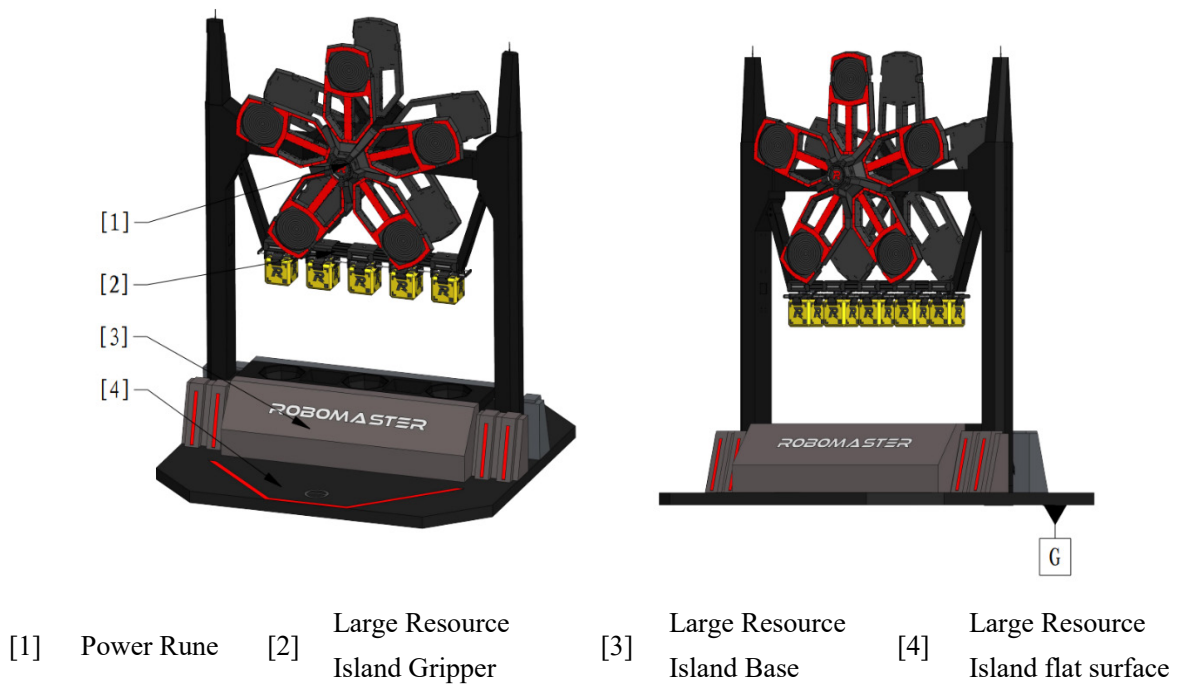 [1]
[2]
[3]
[4]
R
R R R R R
ROBOMASTER
R
R R R R R R R R R R
ROBOMASTER
G
[1] Power Rune [2] Large Resource Island Gripper [3] Large Resource Island Base [4] Large Resource Island flat surface